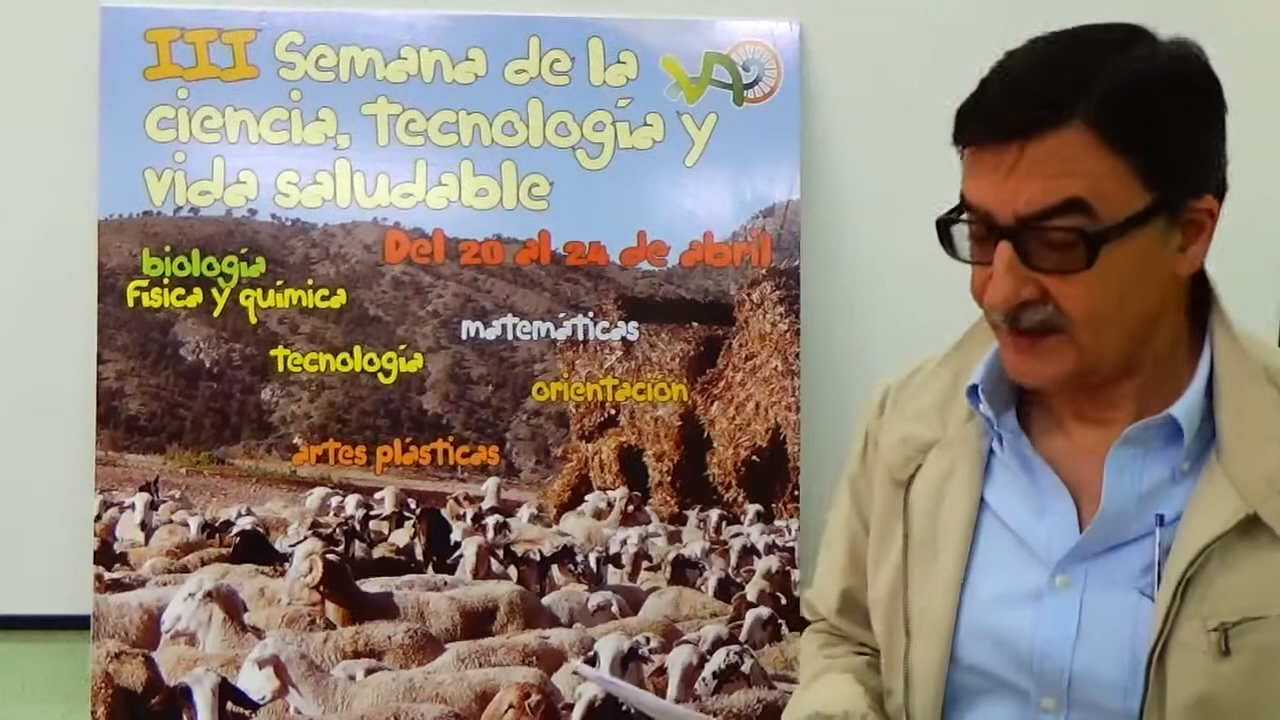 III Semana de la
ciencia, tecnología y
vida saludable
Del 20 al 24 de abril
biología
Física y química
matemáticas
tecnología
orientación
artes plásticas